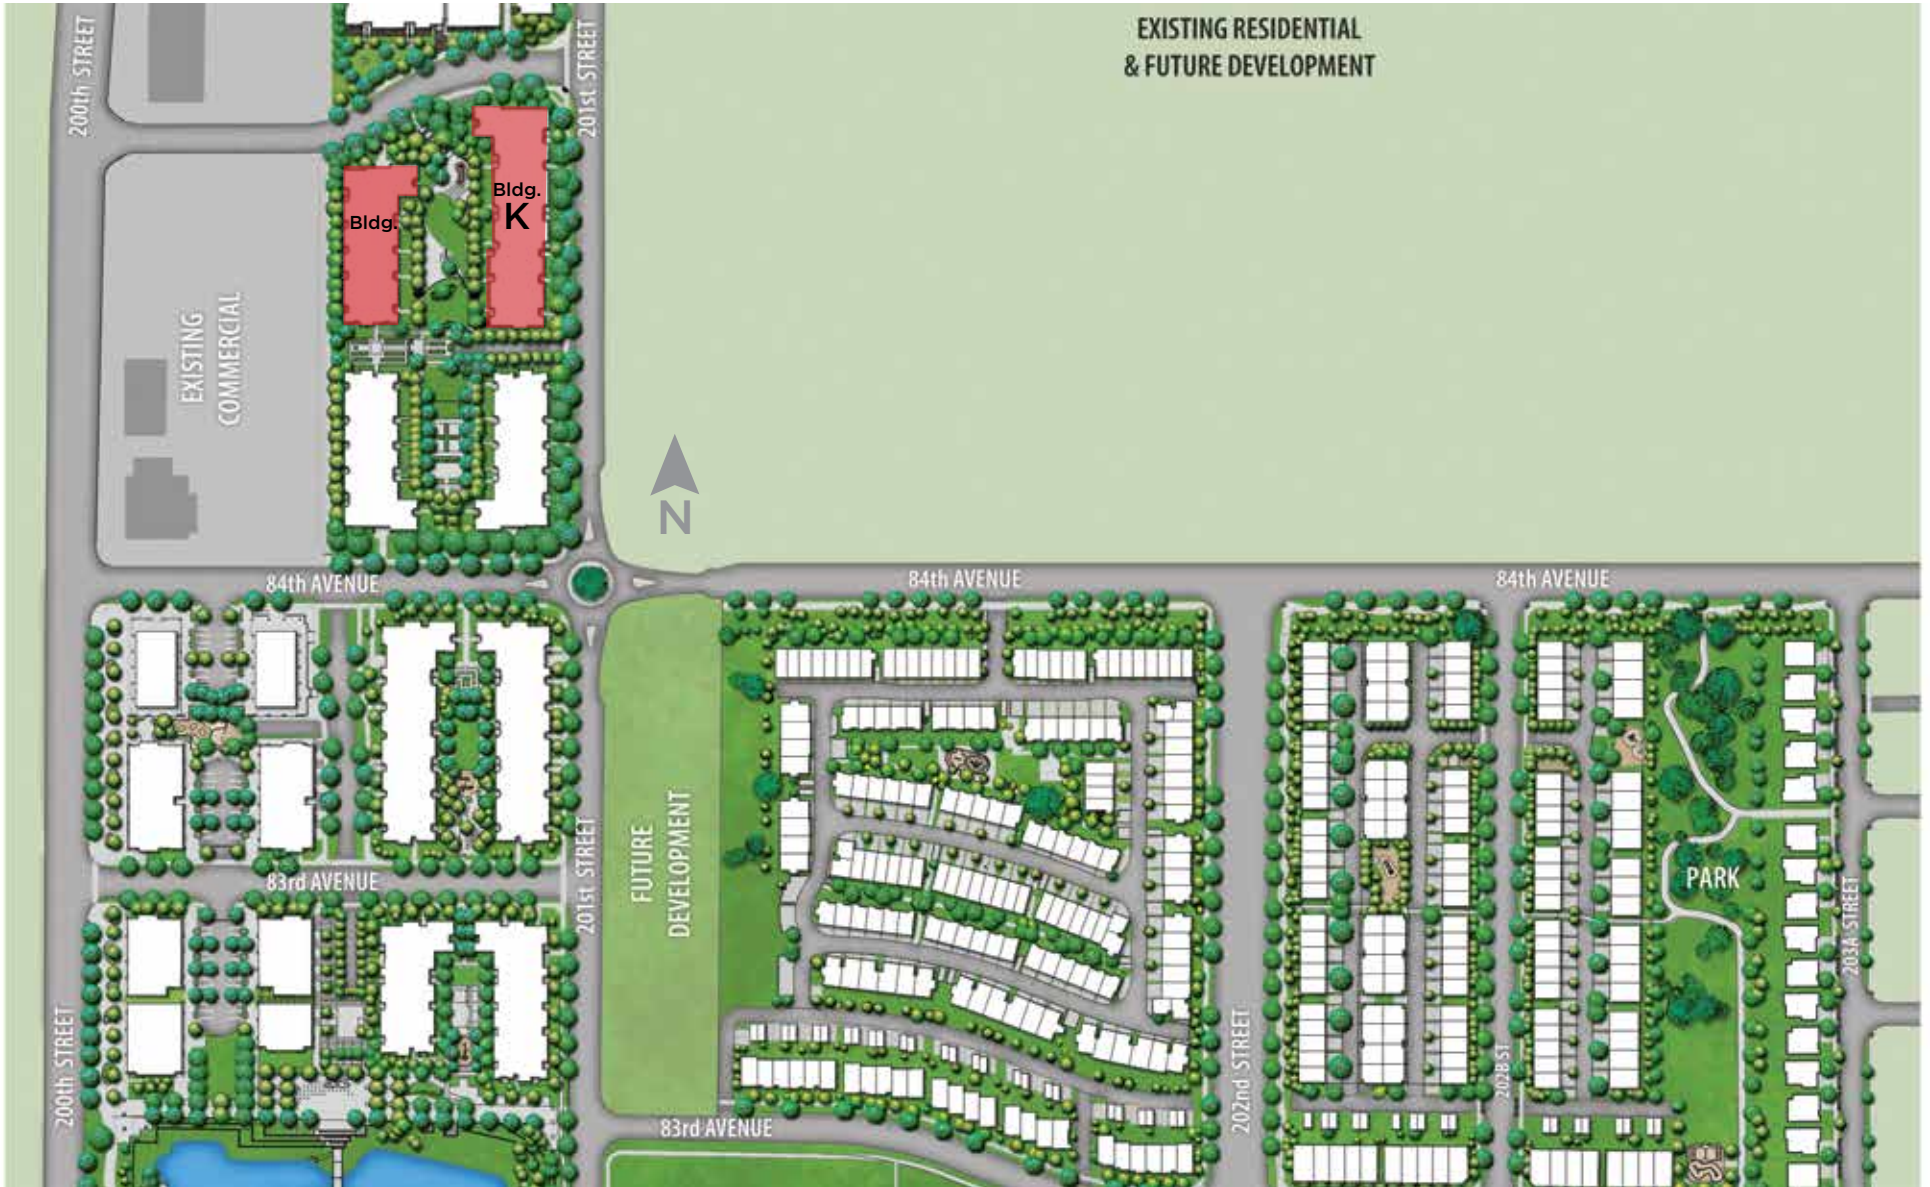 EXISTING RESIDENTIAL
& FUTURE DEVELOPMENT
200th STREET
201st STREET
Bldg.
K
Bldg.
EXISTING
COMMERCIAL
N
84th AVENUE
84th AVENUE
84th AVENUE
FUTURE
DEVELOPMENT
201st STREET
83rd AVENUE
PARK
203A STREET
200th STREET
202nd STREET
202B ST
83rd AVENUE